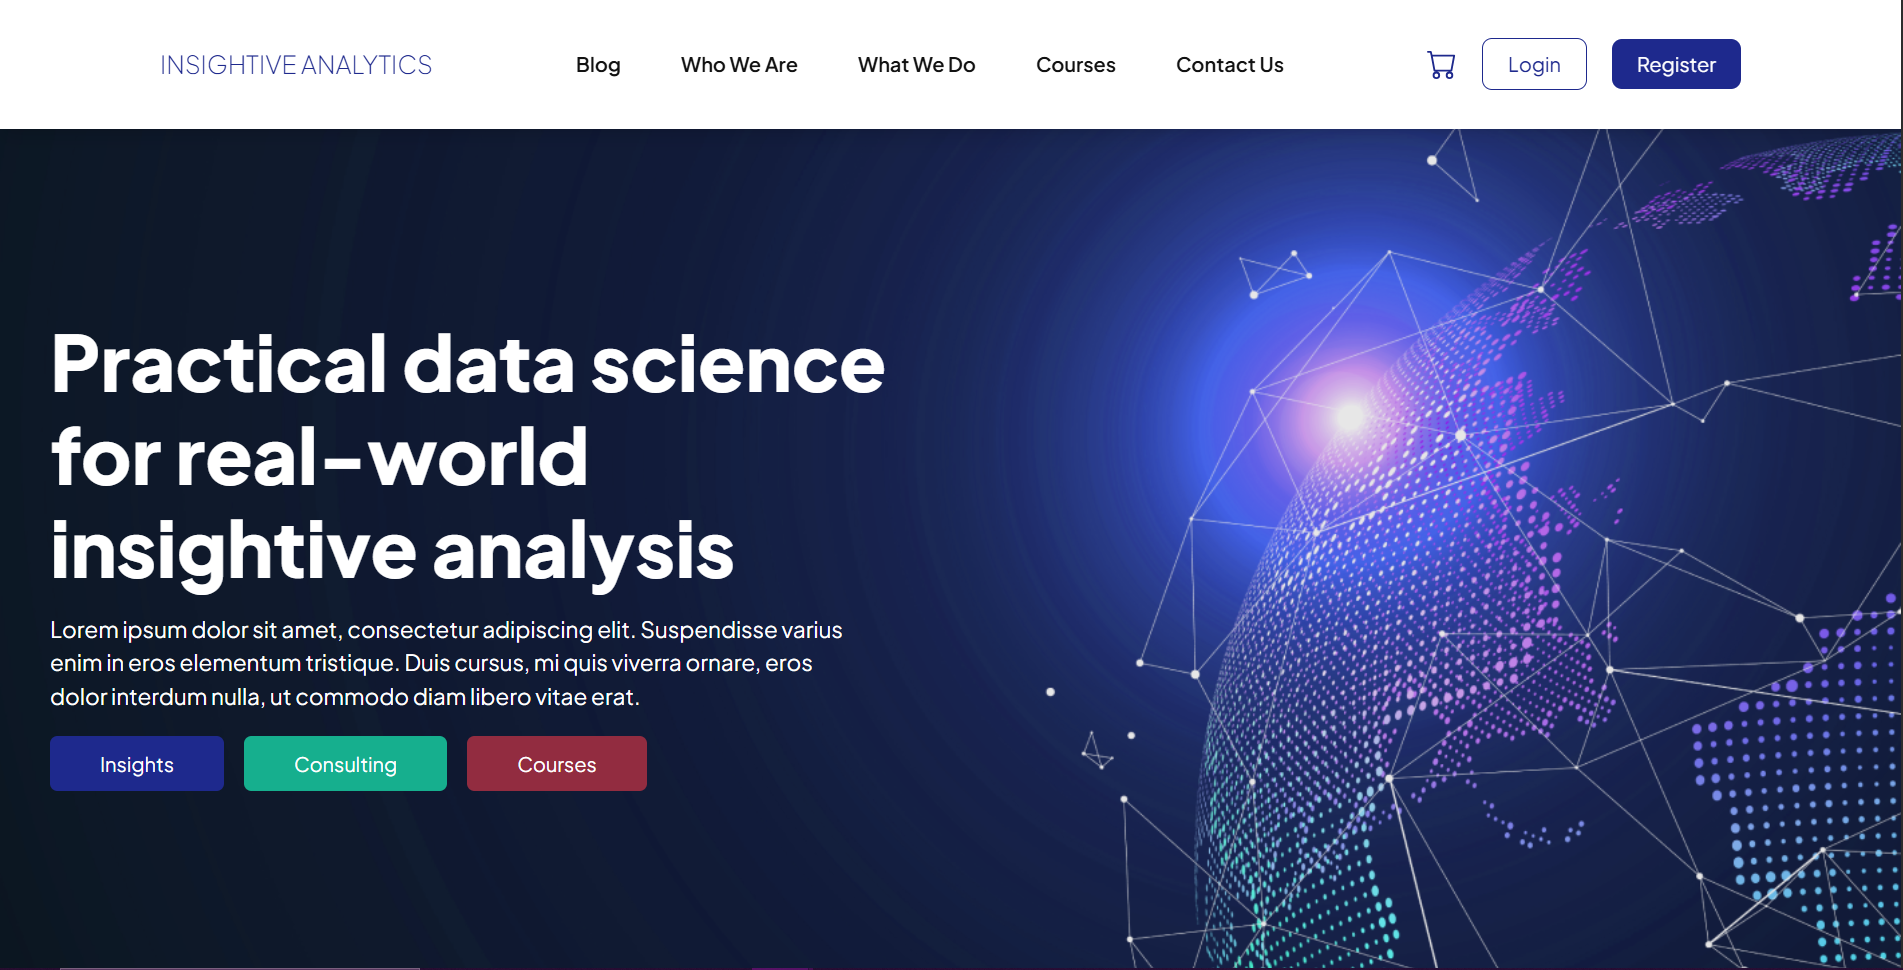 INSIGHTIVE ANALYTICS
Blog
Who We Are
What We Do
Courses
Contact Us
Login
Register
Practical data science
for real-world
insightive analysis
Lorem ipsum dolor sit amet, consectetur adipiscing elit. Suspendisse varius
enim in eros elementum tristique. Duis cursus, mi quis viverra ornare, eros
dolor interdum nulla, ut commodo diam libero vitae erat.
Insights
Consulting
Courses